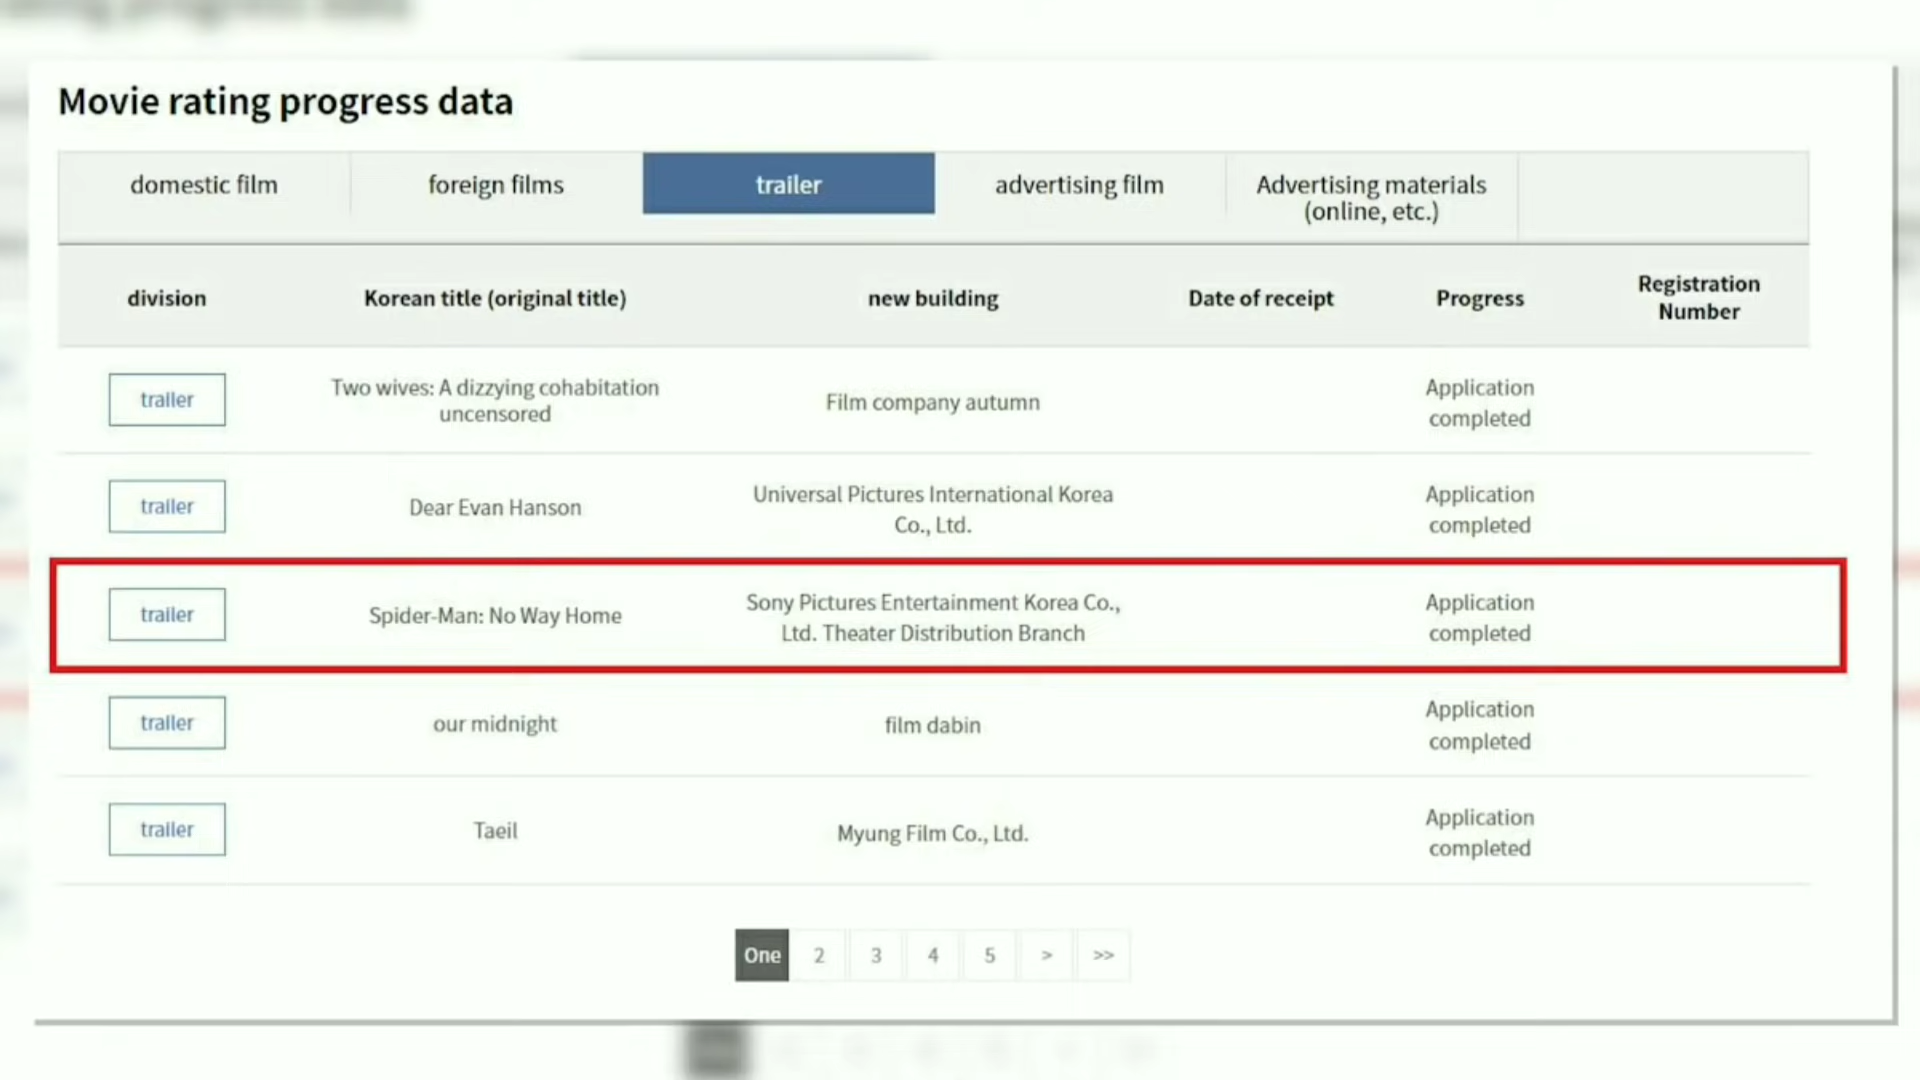 Movie rating progress data
domestic film
foreign films
trailer
advertising film
Advertising materials
(online, etc.)
division
Korean title (original title)
new building
Date of receipt
Progress
Registration
Number
trailer
Two wives: A dizzying cohabitation
uncensored
Film company autumn
Application
completed
trailer
Dear Evan Hanson
Universal Pictures International Korea
Co., Ltd.
Application
completed
trailer
Spider-Man: No Way Home
Sony Pictures Entertainment Korea Co.,
Ltd. Theater Distribution Branch
Application
completed
trailer
our midnight
film dabin
Application
completed
trailer
Taeil
Myung Film Co., Ltd.
Application
completed
One 2 3 4 5 > >>